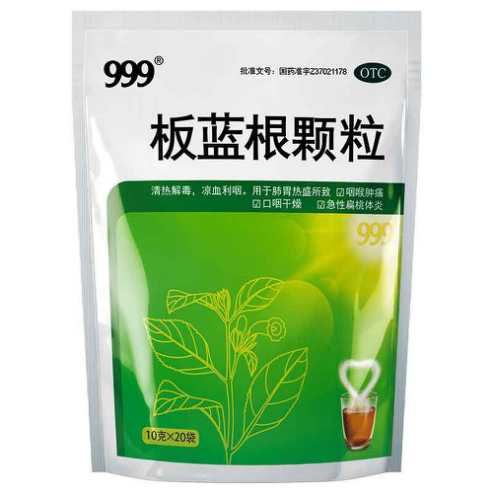 999®
批准文号：国药准字Z37021178 OTC
板蓝根颗粒
清热解毒，凉血利咽。用于肺胃热盛所致 ☑咽喉肿痛
☑口咽干燥 ☑急性扁桃体炎
999
10克×20袋